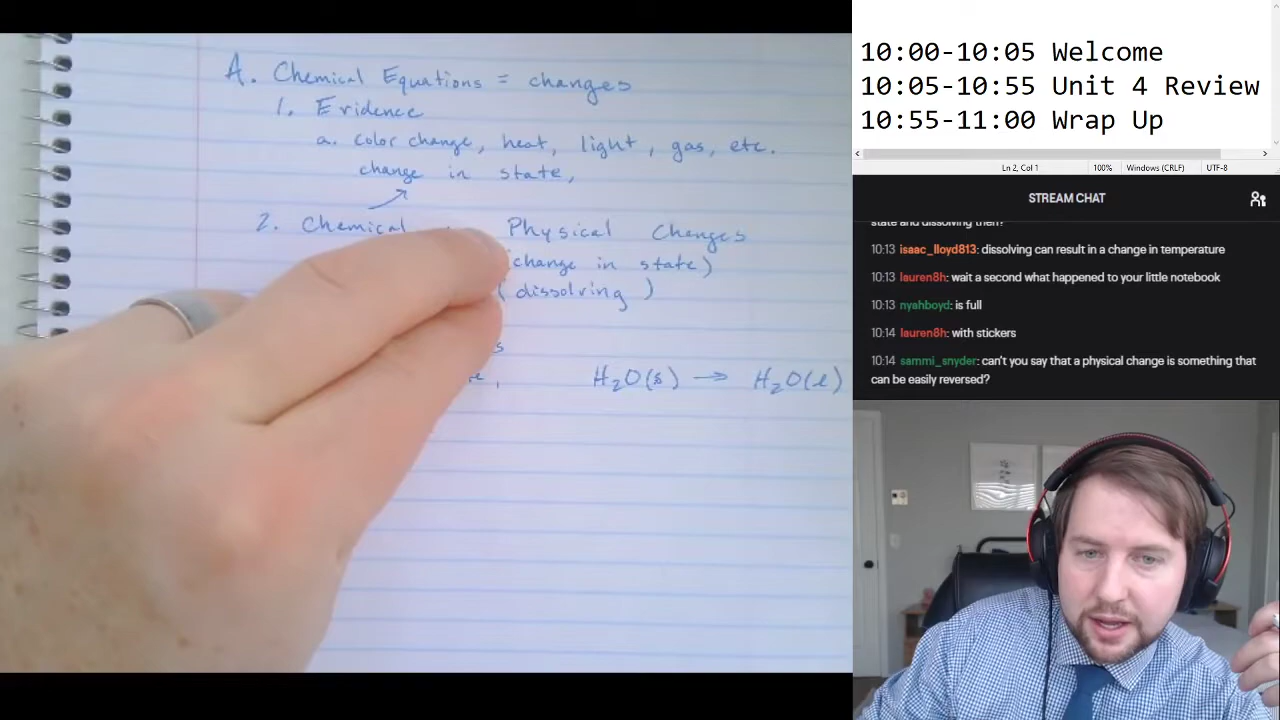 A. Chemical Equations = changes
1. Evidence
a. color change, heat, light, gas, etc.
change in state,
2. Chemical Physical Changes
change in state)
(dissolving)
H₂O(s) → H₂O(l)
10:00-10:05 Welcome
10:05-10:55 Unit 4 Review
10:55-11:00 Wrap Up
Ln 2, Col 1 100% Windows (CRLF) UTF-8
STREAM CHAT
state and dissolving then?
10:13 isaac_lloyd813: dissolving can result in a change in temperature
10:13 lauren8h: wait a second what happened to your little notebook
10:13 nyahboyd: is full
10:14 lauren8h: with stickers
10:14 sammi_snyder: can't you say that a physical change is something that
can be easily reversed?